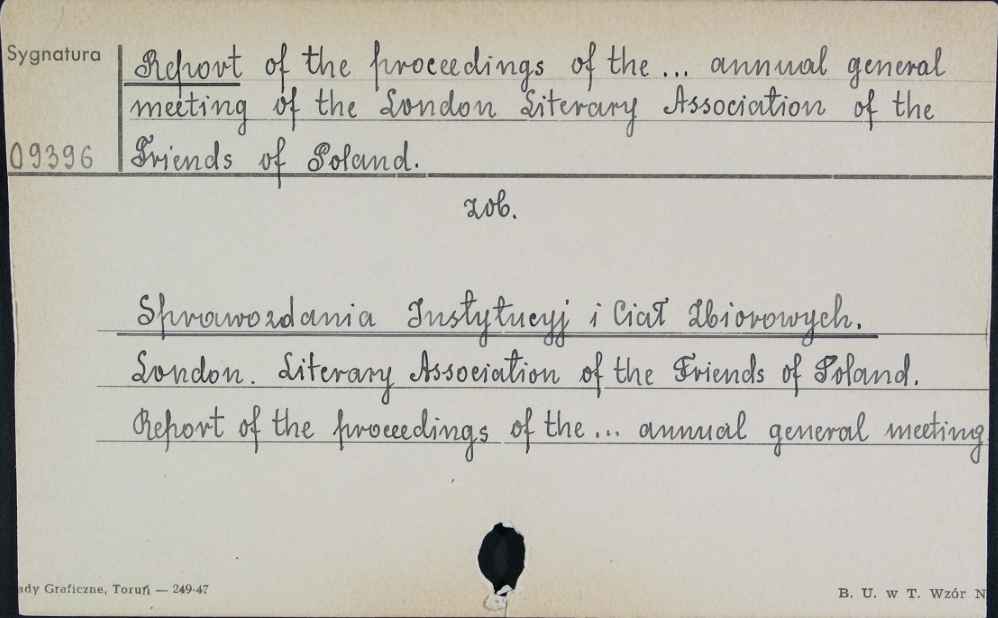 Sygnatura
Report of the proceedings of the ... annual general
meeting of the London Literary Association of the
09396 Friends of Poland.
zob.
Sprawozdania Instytucyj i Ciał Zbiorowych.
London. Literary Association of the Friends of Poland.
Report of the proceedings of the ... annual general meeting
ady Graficzne, Toruń — 249-47
B. U. w T. Wzór N